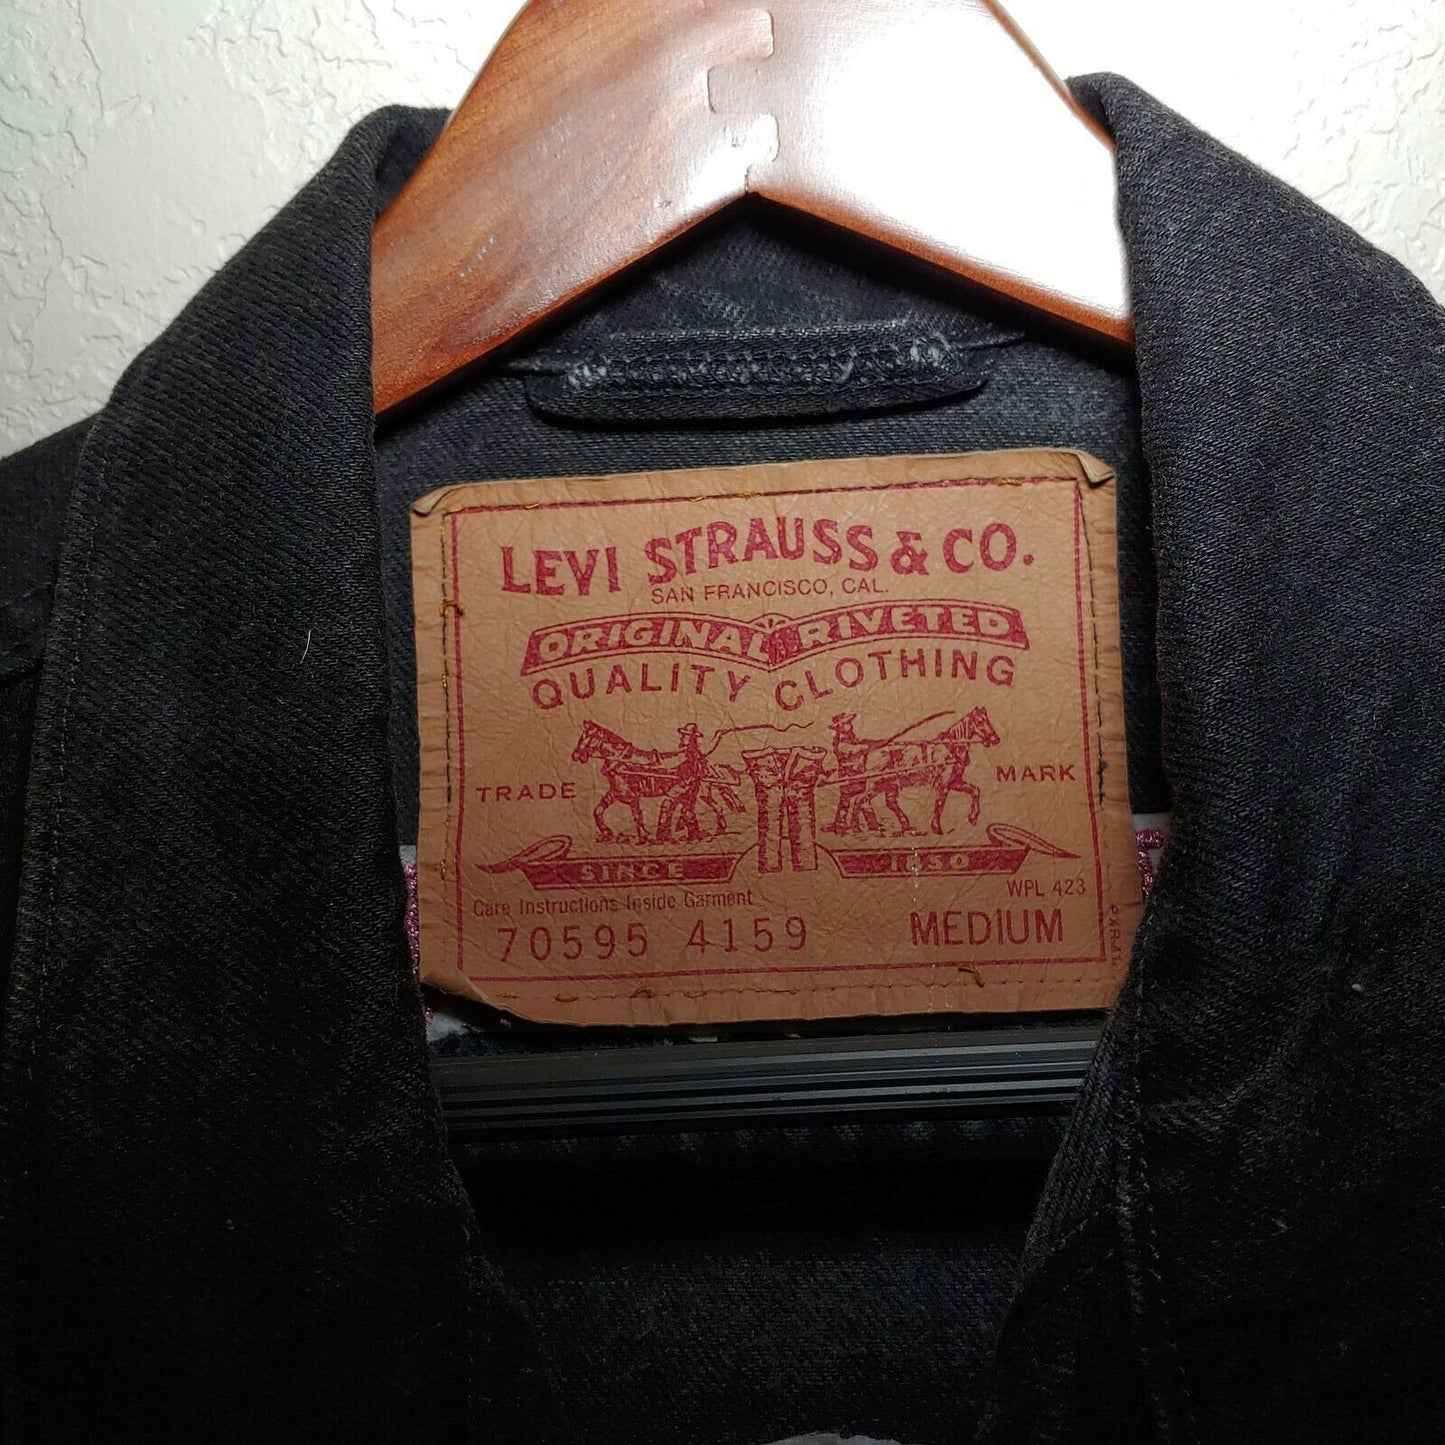 LEVI STRAUSS & CO.
SAN FRANCISCO, CAL.
ORIGINAL RIVETED
QUALITY CLOTHING
TRADE MARK
SINCE 1850
WPL 423
Care Instructions Inside Garment
70595 4159 MEDIUM